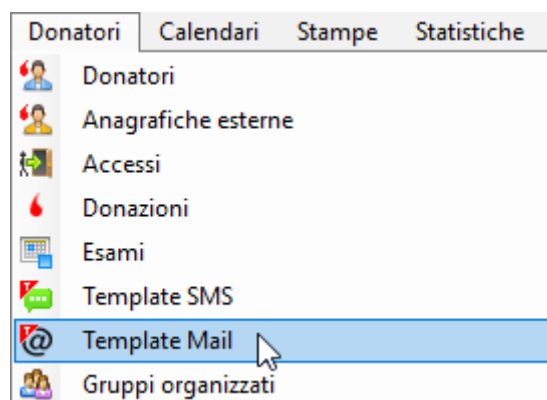 Donatori Calendari Stampe Statistiche
Donatori
Anagrafiche esterne
Accessi
Donazioni
Esami
Template SMS
Template Mail
Gruppi organizzati